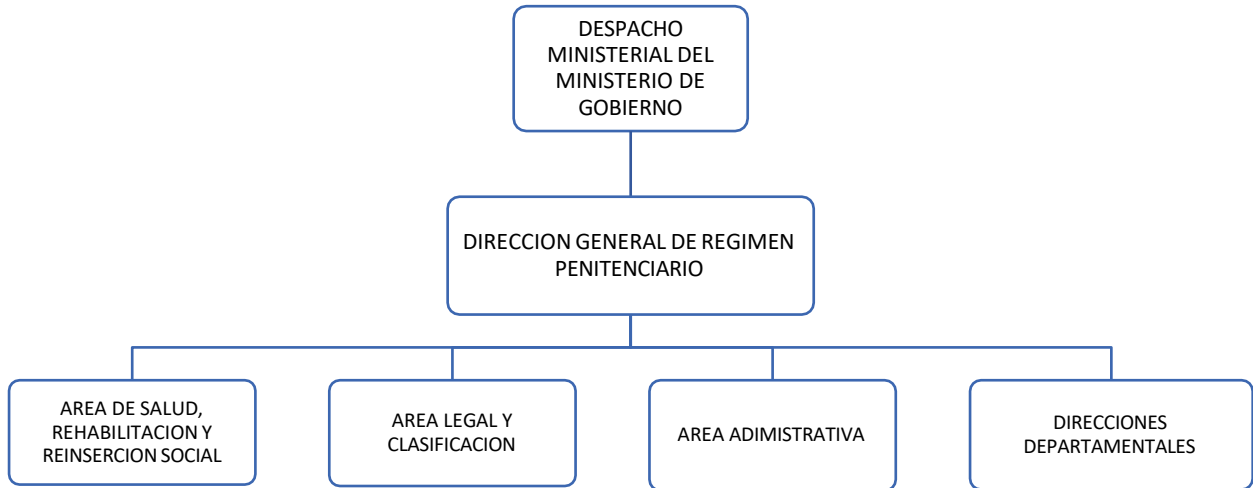 DESPACHO
MINISTERIAL DEL
MINISTERIO DE
GOBIERNO
DIRECCION GENERAL DE REGIMEN
PENITENCIARIO
AREA DE SALUD,
REHABILITACION Y
REINSERCION SOCIAL
AREA LEGAL Y
CLASIFICACION
AREA ADIMISTRATIVA
DIRECCIONES
DEPARTAMENTALES